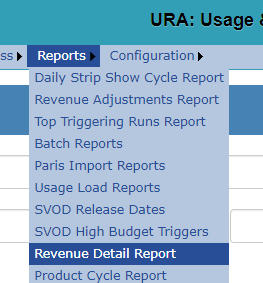 URA: Usage
ss Reports Configuration
Daily Strip Show Cycle Report
Revenue Adjustments Report
Top Triggering Runs Report
Batch Reports
Paris Import Reports
Usage Load Reports
SVOD Release Dates
SVOD High Budget Triggers
Revenue Detail Report
Product Cycle Report